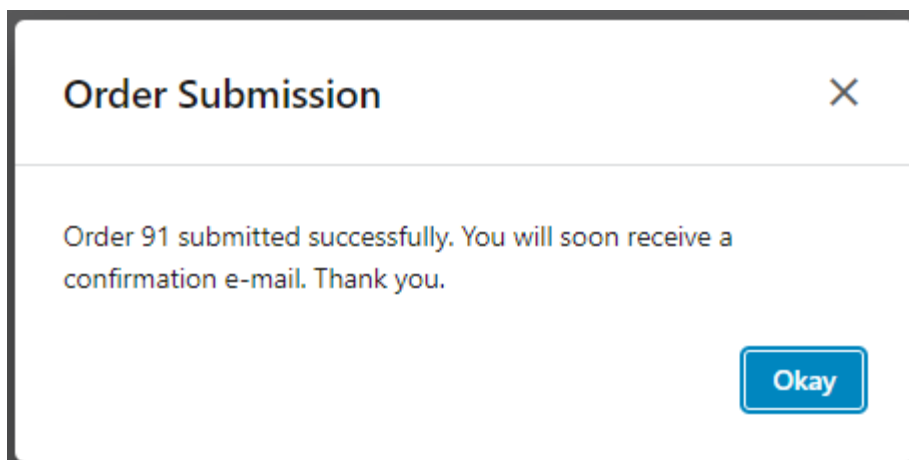 Order Submission
Order 91 submitted successfully. You will soon receive a
confirmation e-mail. Thank you.
Okay